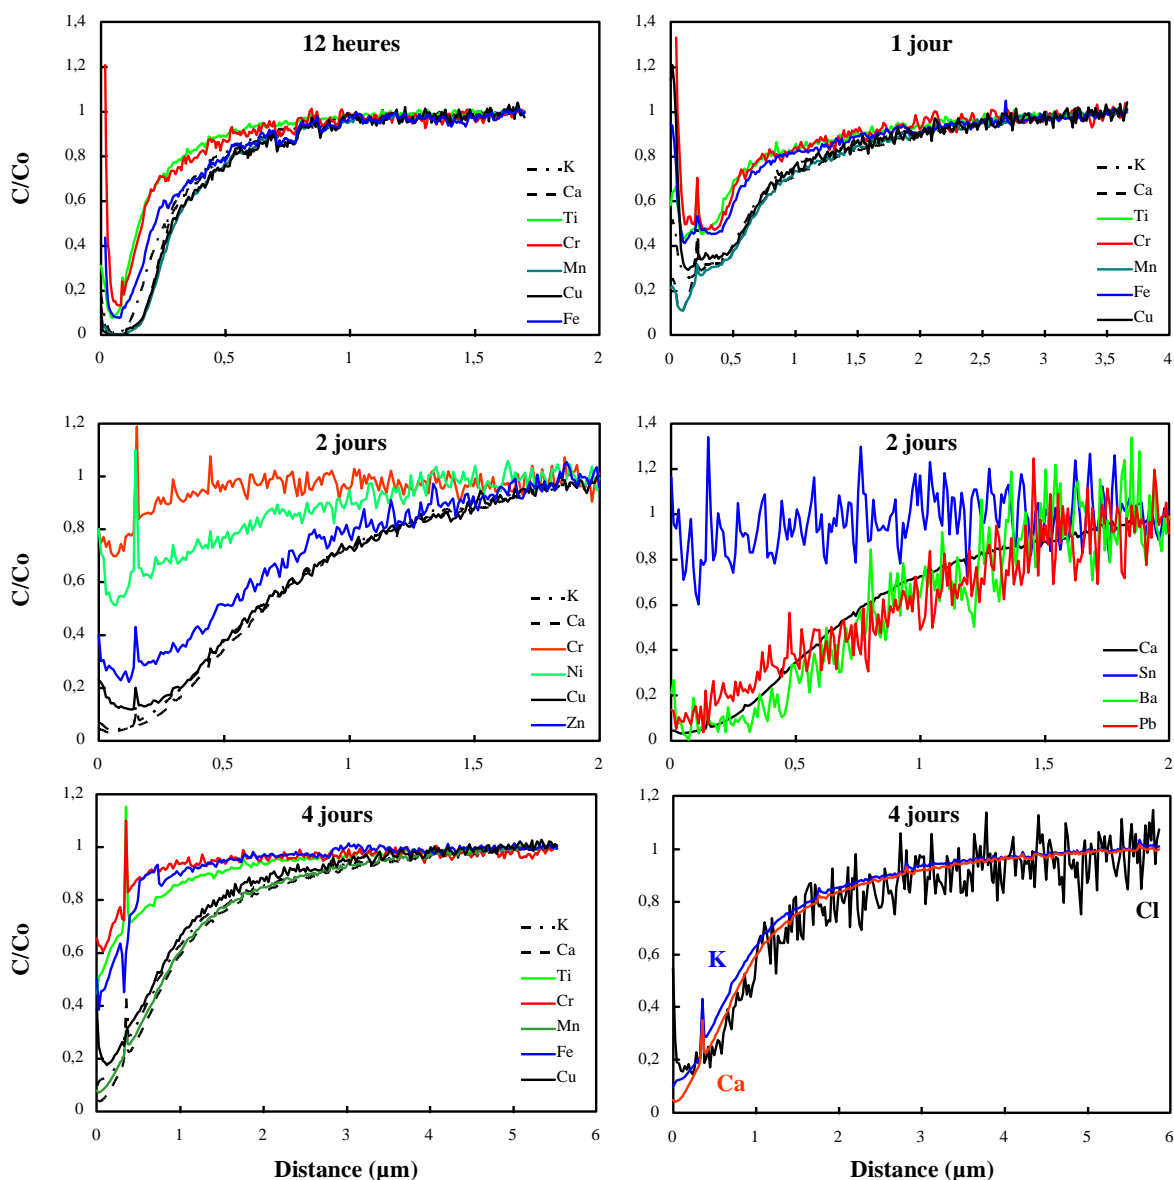 12 heures
C/Co
1,4
1,2
1
0,8
0,6
0,4
0,2
0
0 0,5 1 1,5 2
K
Ca
Ti
Cr
Mn
Cu
Fe
1 jour
1,4
1,2
1
0,8
0,6
0,4
0,2
0
0 0,5 1 1,5 2 2,5 3 3,5 4
K
Ca
Ti
Cr
Mn
Fe
Cu
2 jours
C/Co
1,2
1
0,8
0,6
0,4
0,2
0
0 0,5 1 1,5 2
K
Ca
Cr
Ni
Cu
Zn
2 jours
1,4
1,2
1
0,8
0,6
0,4
0,2
0
0 0,5 1 1,5 2
Ca
Sn
Ba
Pb
4 jours
C/Co
1,2
1
0,8
0,6
0,4
0,2
0
0 1 2 3 4 5 6
K
Ca
Ti
Cr
Mn
Fe
Cu
Distance (µm)
4 jours
1,2
1
0,8
0,6
0,4
0,2
0
0 1 2 3 4 5 6
Cl
K
Ca
Distance (µm)